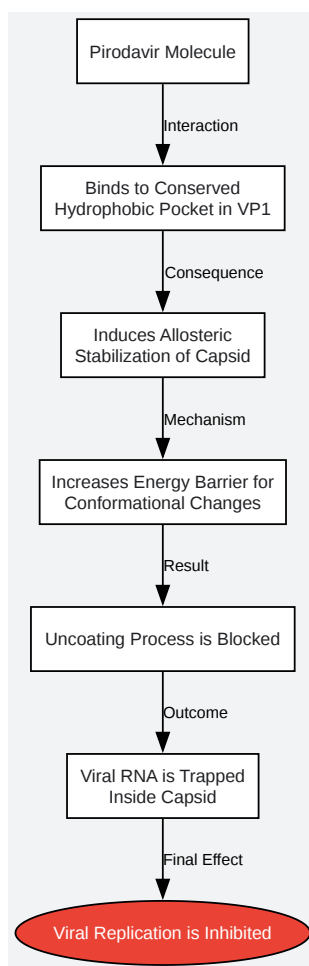 Pirodavir Molecule
Interaction
Binds to Conserved
Hydrophobic Pocket in VP1
Consequence
Induces Allosteric
Stabilization of Capsid
Mechanism
Increases Energy Barrier for
Conformational Changes
Result
Uncoating Process is Blocked
Outcome
Viral RNA is Trapped
Inside Capsid
Final Effect
Viral Replication is Inhibited